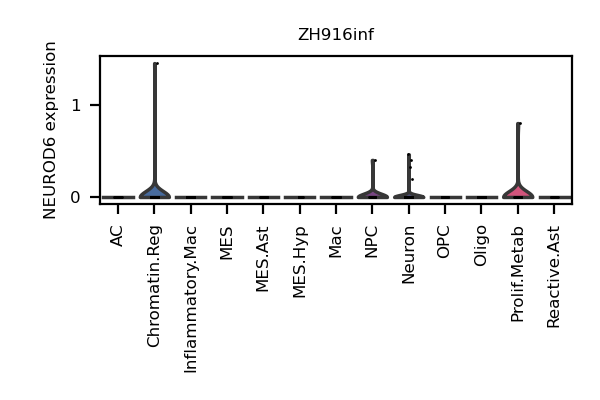 ZH916inf
NEUROD6 expression
1
0
AC
Chromatin.Reg
Inflammatory.Mac
MES
MES.Ast
MES.Hyp
Mac
NPC
Neuron
OPC
Oligo
Prolif.Metab
Reactive.Ast